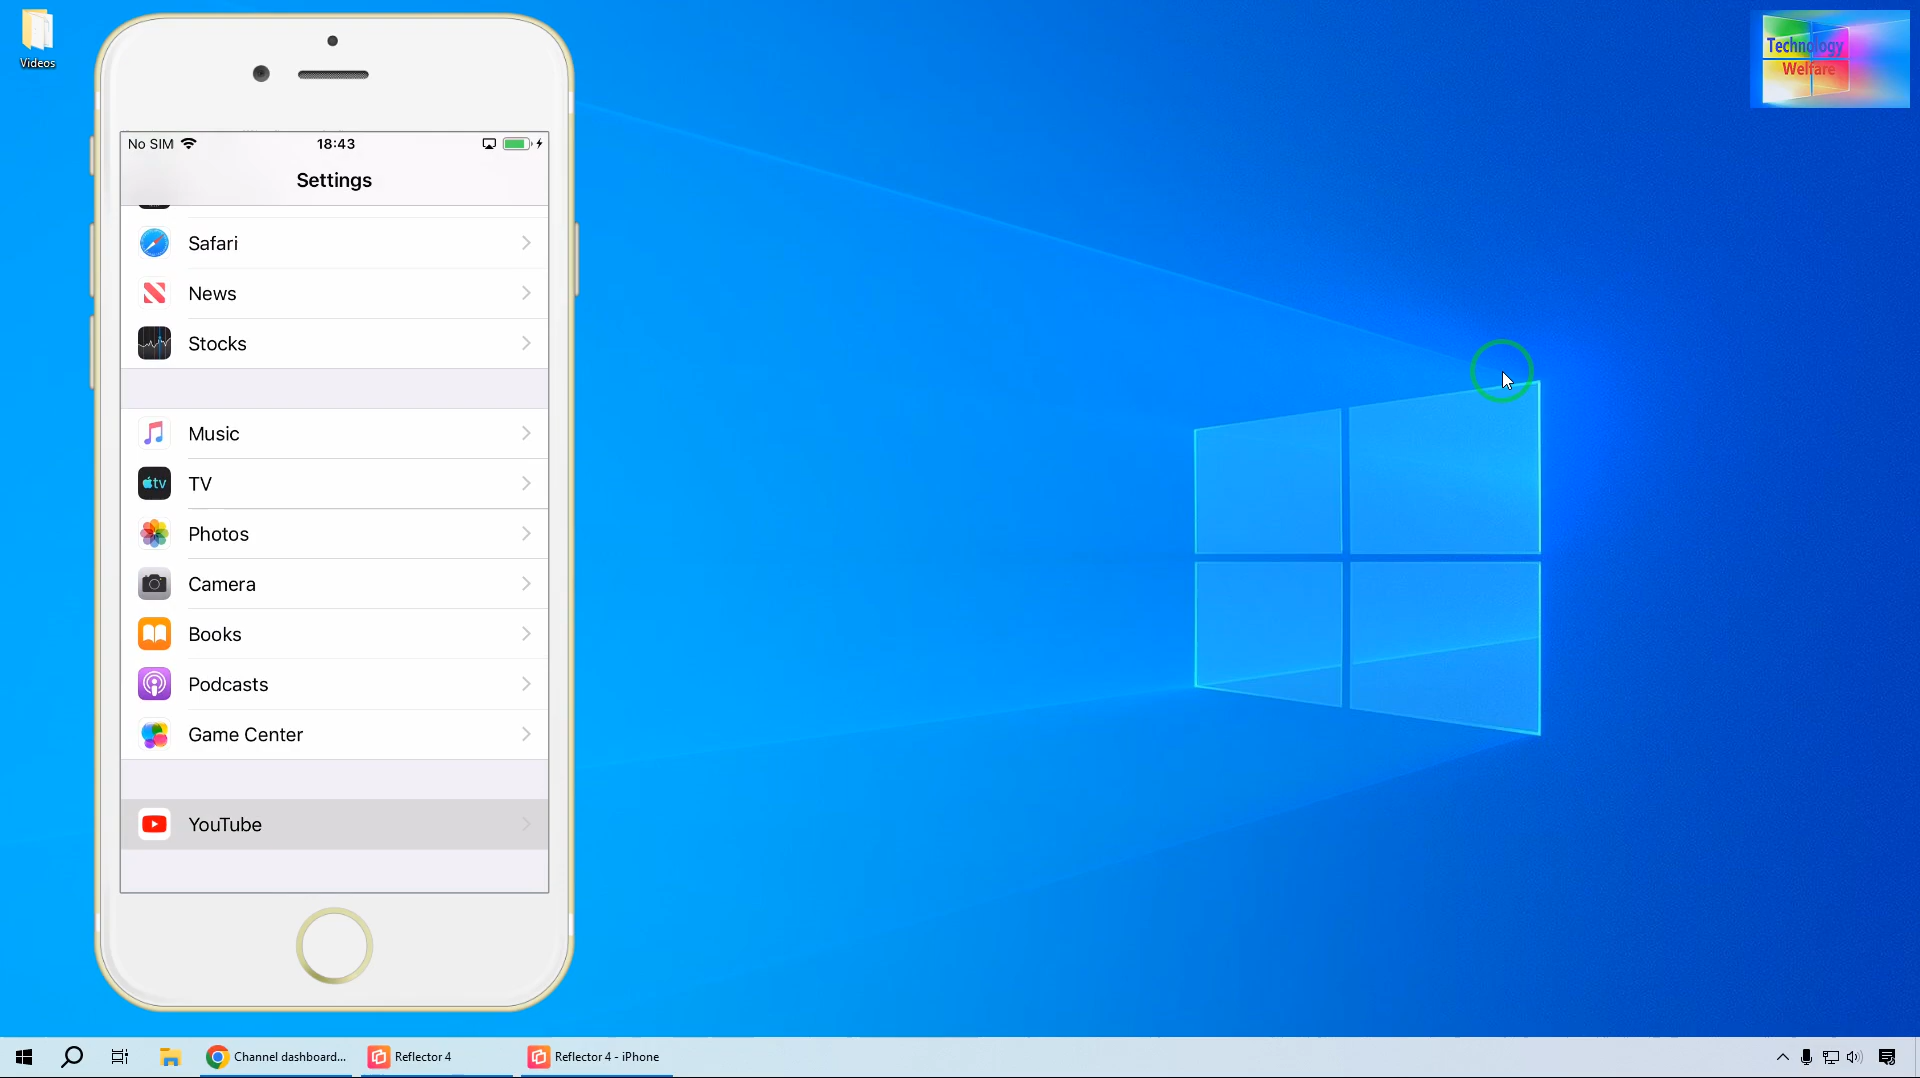 Videos
Technology
Welfare
No SIM 18:43
Settings
Safari
News
Stocks
Music
tv TV
Photos
Camera
Books
Podcasts
Game Center
YouTube
Channel dashboard... Reflector 4 Reflector 4 - iPhone